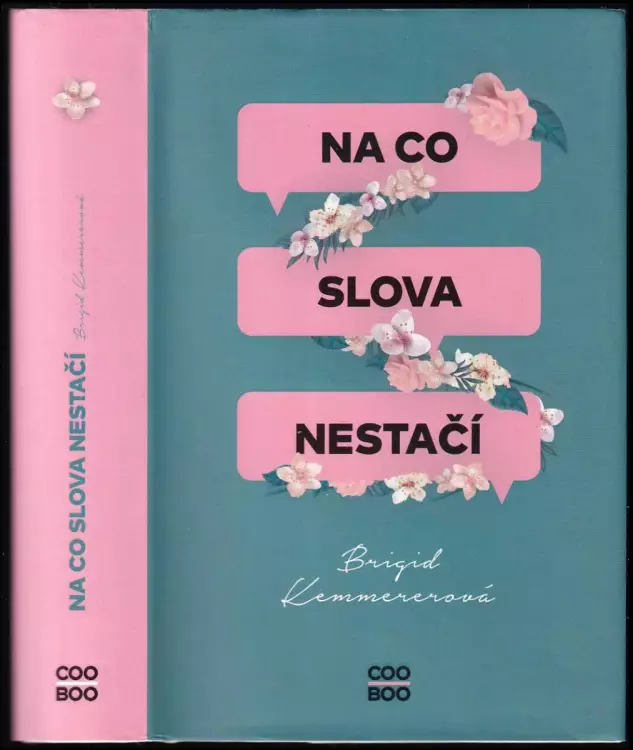 NA CO SLOVA NESTAČÍ
Brigid Kemmererová
COO
BOO
NA CO
SLOVA
NESTAČÍ
Brigid
Kemmererová
COO
BOO